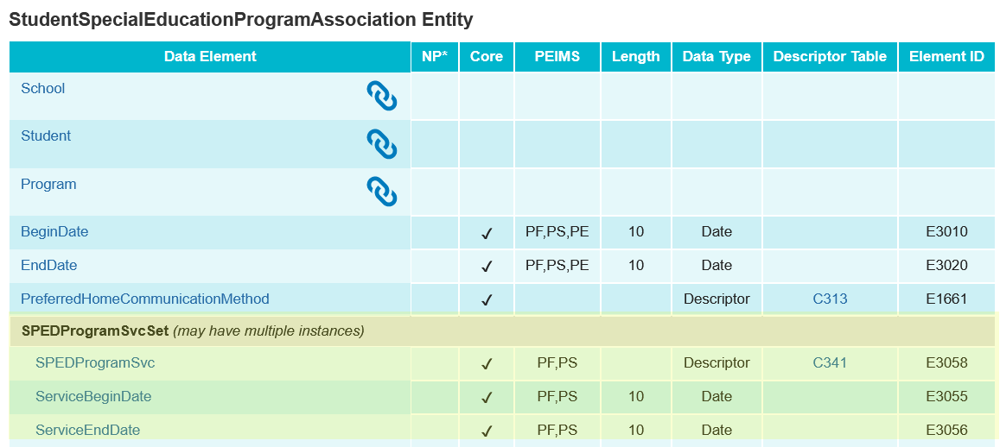 StudentSpecialEducationProgramAssociation Entity
Data Element NP* Core PEIMS Length Data Type Descriptor Table Element ID
School
Student
Program
BeginDate ✓ PF,PS,PE 10 Date E3010
EndDate ✓ PF,PS,PE 10 Date E3020
PreferredHomeCommunicationMethod ✓ Descriptor C313 E1661
SPEDProgramSvcSet (may have multiple instances)
SPEDProgramSvc ✓ PF,PS Descriptor C341 E3058
ServiceBeginDate ✓ PF,PS 10 Date E3055
ServiceEndDate ✓ PF,PS 10 Date E3056